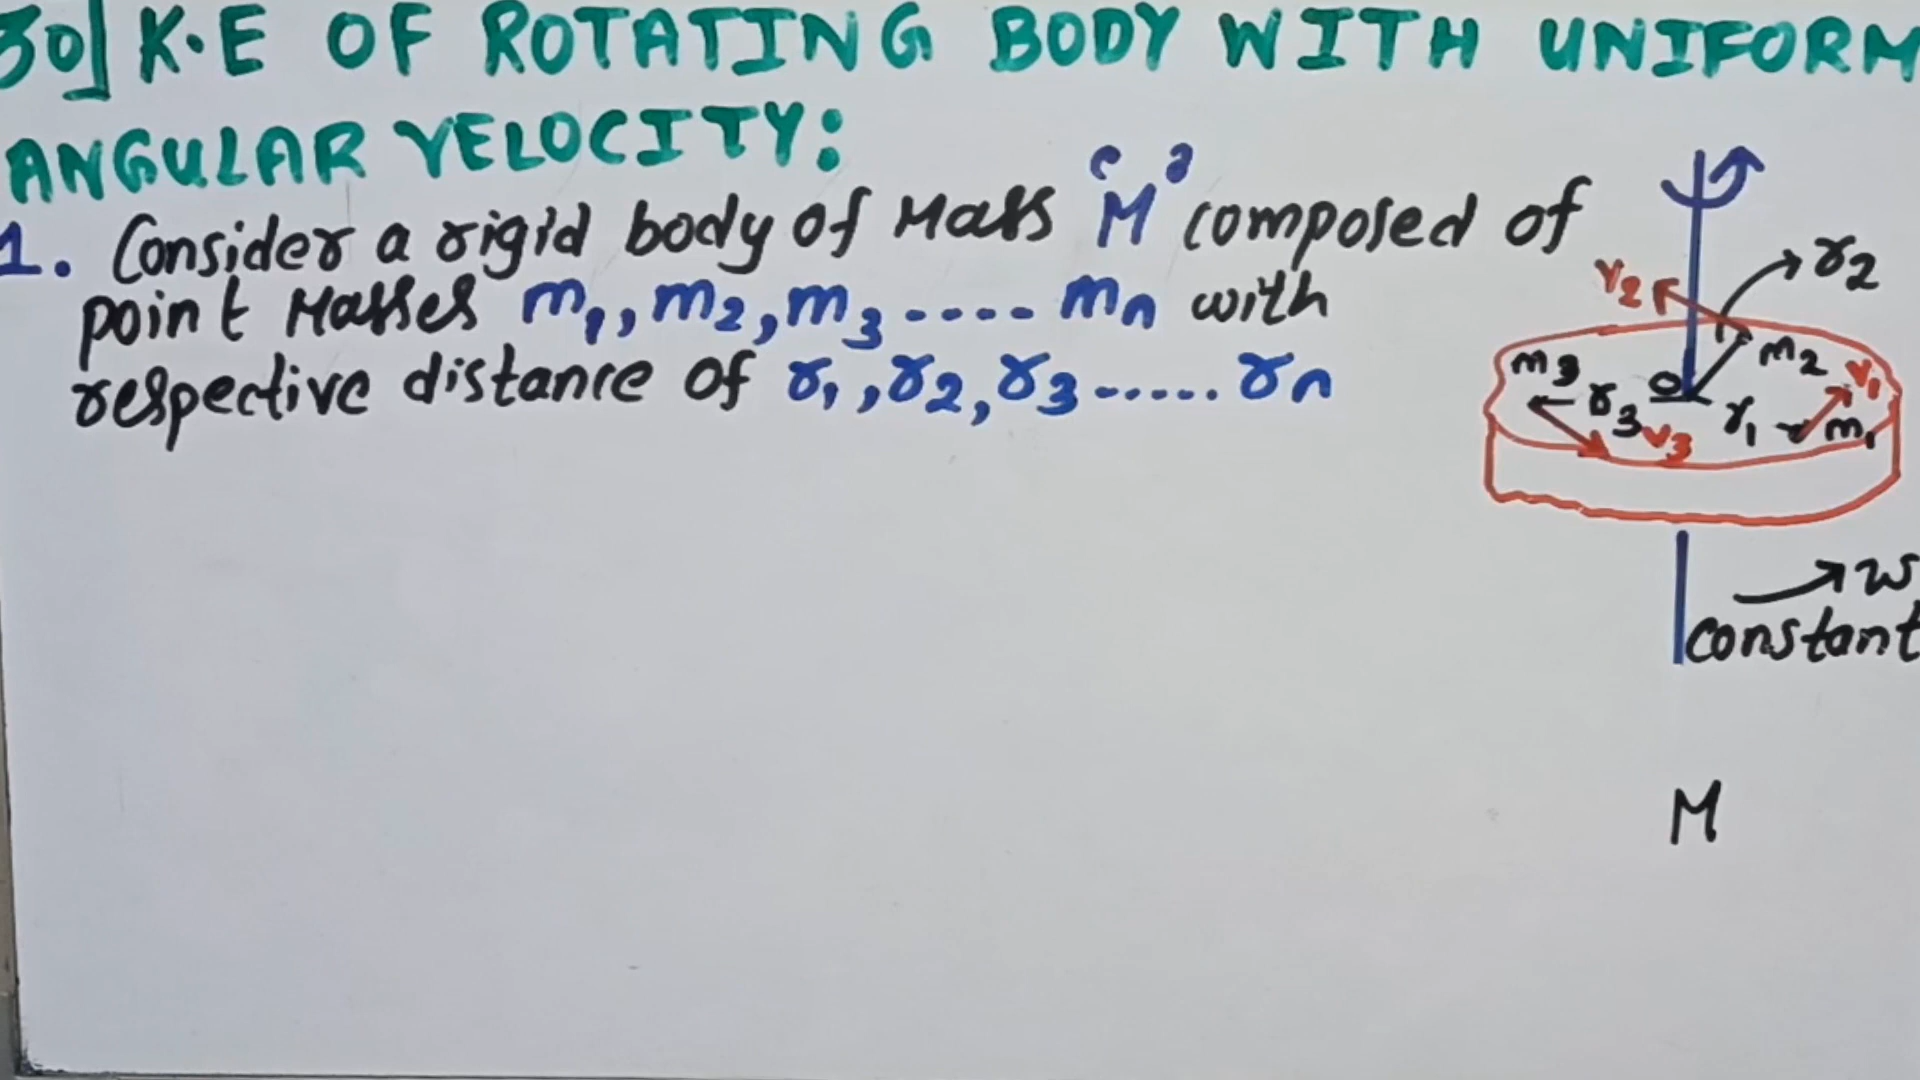 30] K.E OF ROTATING BODY WITH UNIFORM
ANGULAR VELOCITY:
1. Consider a rigid body of Mass 'M' composed of
point Masses m1, m2, m3 .... mn with
respective distance of r1, r2, r3 ..... rn
r2
v2
m3
m2
v1
O
r3
r1
m1
v3
ω
constant
M